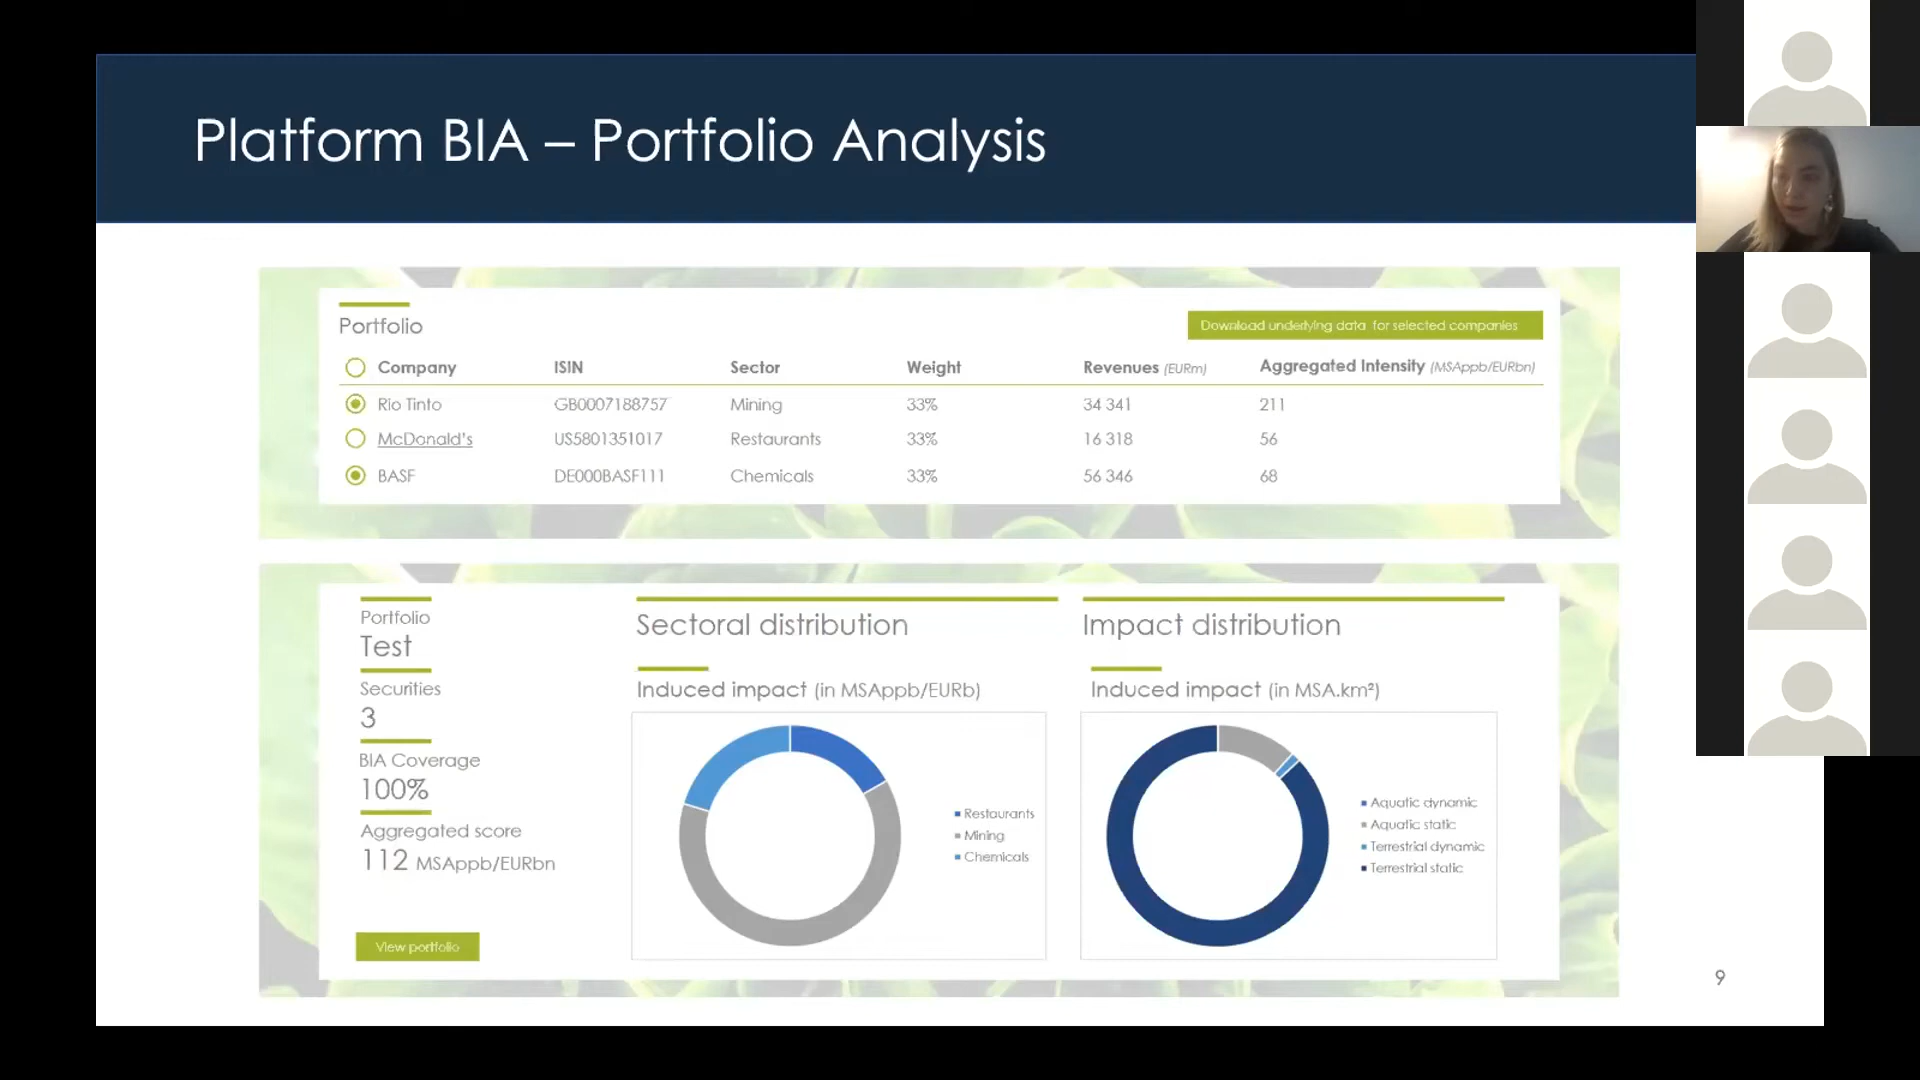 Platform BIA – Portfolio Analysis
Portfolio
Download underlying data for selected companies
Company ISIN Sector Weight Revenues (EURm) Aggregated Intensity (MSAppb/EURbn)
Rio Tinto GB0007188757 Mining 33% 34 341 211
McDonald's US5801351017 Restaurants 33% 16 318 56
BASF DE000BASF111 Chemicals 33% 56 346 68
Portfolio
Test
Securities
3
BIA Coverage
100%
Aggregated score
112 MSAppb/EURbn
View portfolio
Sectoral distribution
Induced impact (in MSAppb/EURb)
Restaurants
Mining
Chemicals
Impact distribution
Induced impact (in MSA.km²)
Aquatic dynamic
Aquatic static
Terrestrial dynamic
Terrestrial static
9